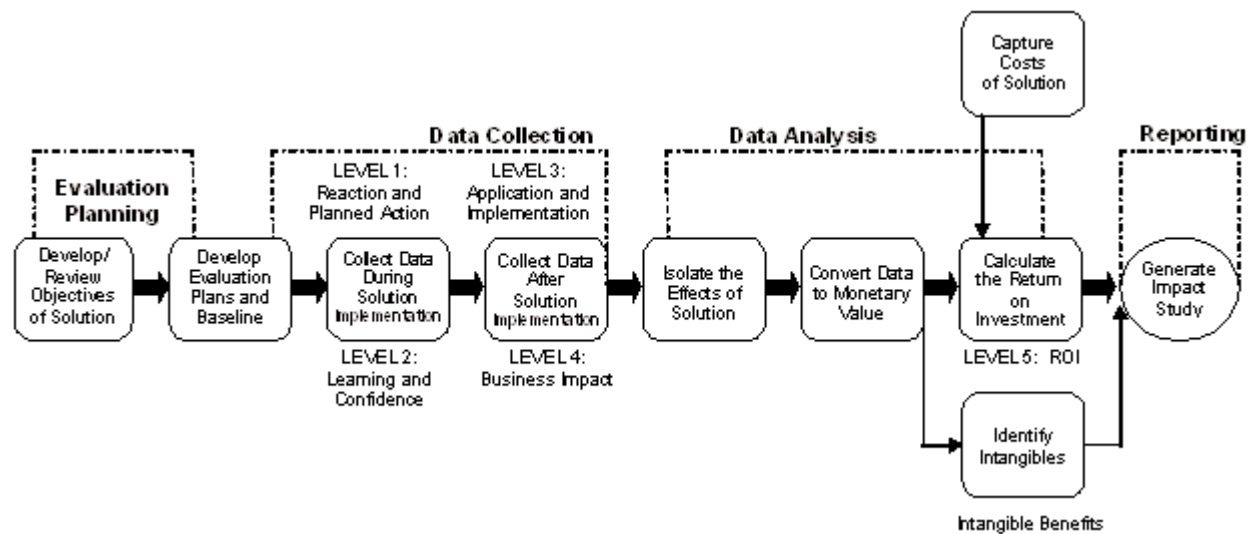 Capture
Costs
of Solution
Data Collection
Data Analysis
Reporting
Evaluation
Planning
LEVEL 1:
Reaction and
Planned Action
LEVEL 3:
Application and
Implementation
Develop/
Review
Objectives
of Solution
Develop
Evaluation
Plans and
Baseline
Collect Data
During
Solution
Implementation
Collect Data
After
Solution
Implementation
Isolate the
Effects of
Solution
Convert Data
to Monetary
Value
Calculate
the Return
on
Investment
Generate
Impact
Study
LEVEL 2:
Learning and
Confidence
LEVEL 4:
Business Impact
LEVEL 5: ROI
Identify
Intangibles
Intangible Benefits